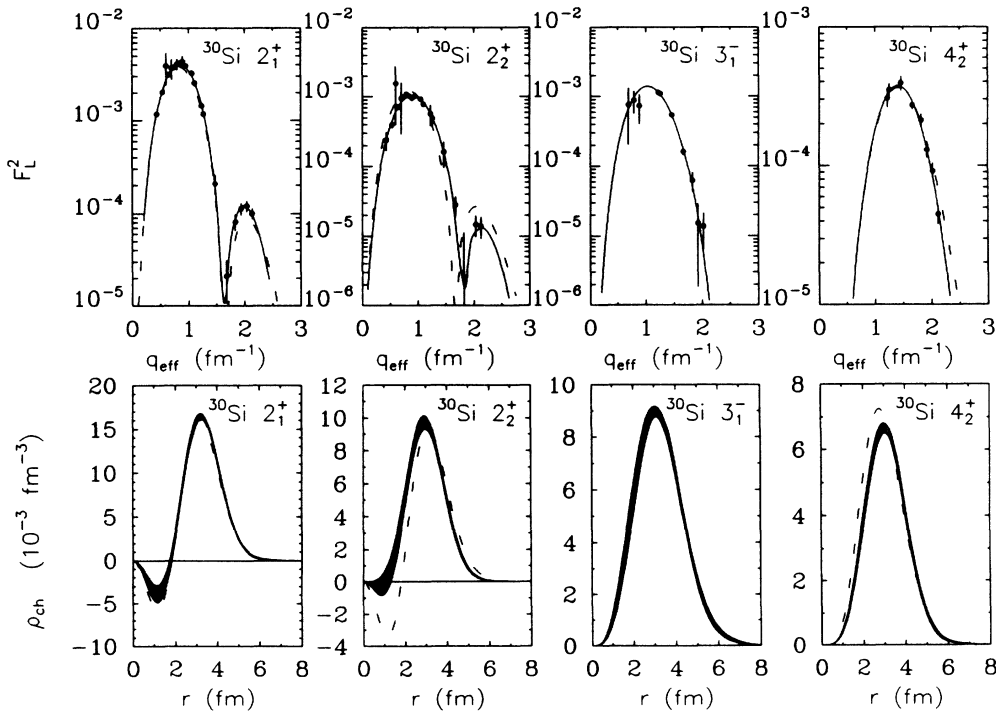 F_L^2
10^-2
10^-3
10^-4
10^-5
^30Si 2_1^+
0 1 2 3
q_eff (fm^-1)
10^-2
10^-3
10^-4
10^-5
10^-6
^30Si 2_2^+
0 1 2 3
q_eff (fm^-1)
10^-2
10^-3
10^-4
10^-5
10^-6
^30Si 3_1^-
0 1 2 3
q_eff (fm^-1)
10^-3
10^-4
10^-5
^30Si 4_2^+
0 1 2 3
q_eff (fm^-1)
ρ_ch (10^-3 fm^-3)
20
15
10
5
0
-5
-10
^30Si 2_1^+
0 2 4 6 8
r (fm)
12
10
8
6
4
2
0
-2
-4
^30Si 2_2^+
0 2 4 6 8
r (fm)
10
8
6
4
2
0
^30Si 3_1^-
0 2 4 6 8
r (fm)
8
6
4
2
0
^30Si 4_2^+
0 2 4 6 8
r (fm)